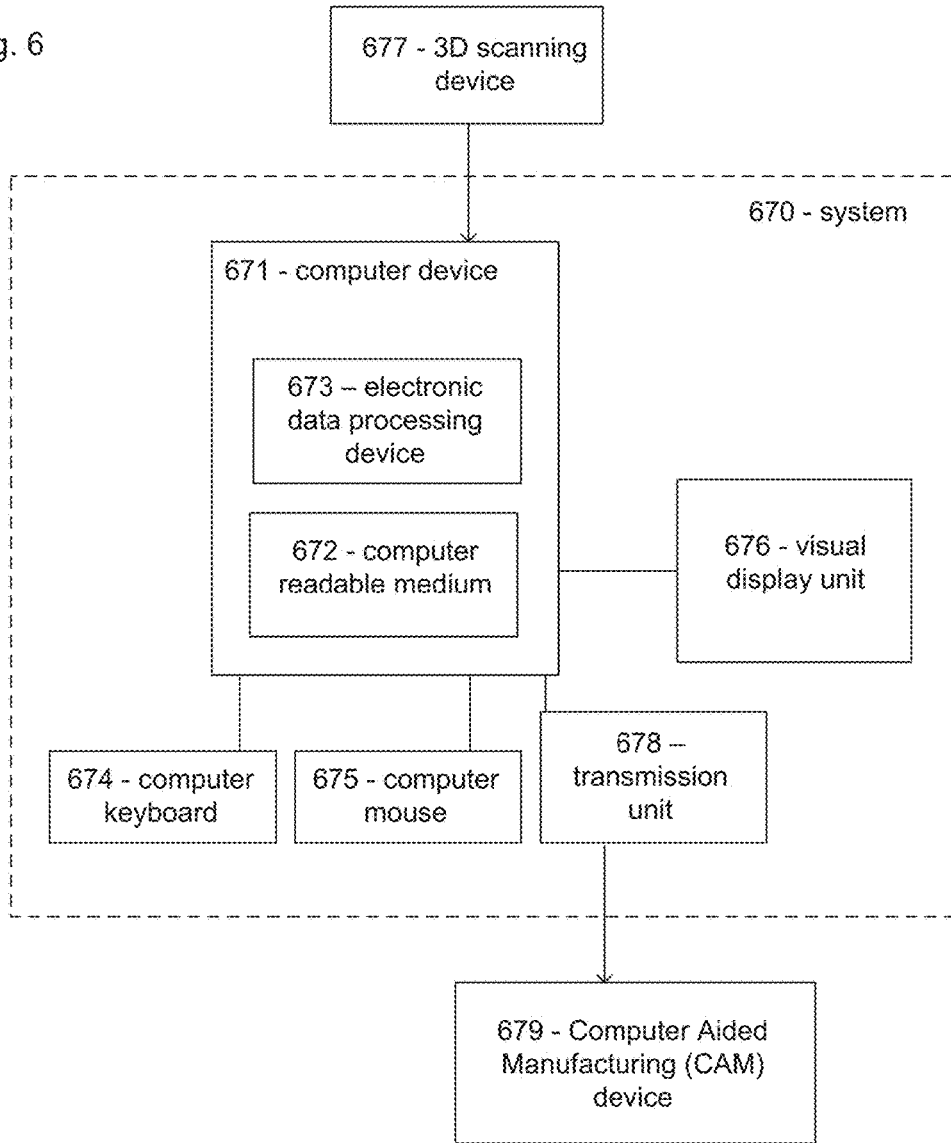 g. 6
677 - 3D scanning
device
670 - system
671 - computer device
673 – electronic
data processing
device
672 - computer
readable medium
676 - visual
display unit
674 - computer
keyboard
675 - computer
mouse
678 –
transmission
unit
679 - Computer Aided
Manufacturing (CAM)
device